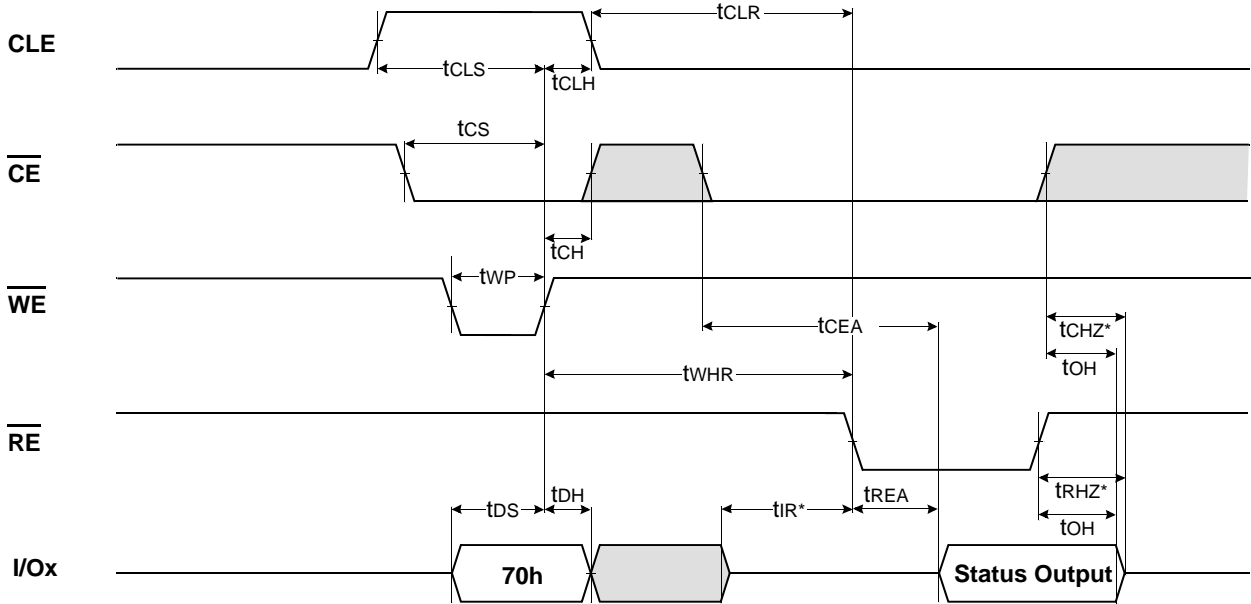 tCLR
CLE
tCLS
tCLH
tCS
CE
tCH
tWP
WE
tCEA
tCHZ*
tOH
tWHR
RE
tRHZ*
tDH
tREA
tDS
tIR*
tOH
I/Ox
70h
Status Output